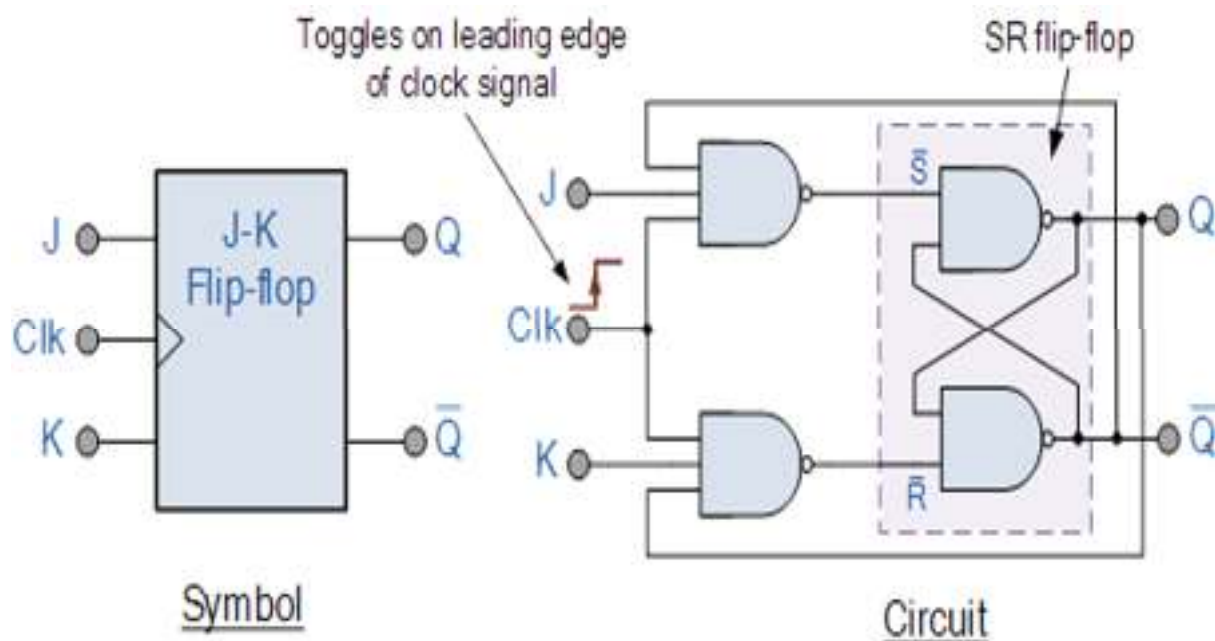 Toggles on leading edge
of clock signal
SR flip-flop
J
J-K
Flip-flop
Q
Clk
K
Q̅
J
Clk
K
S̅
R̅
Q
Q̅
Symbol
Circuit